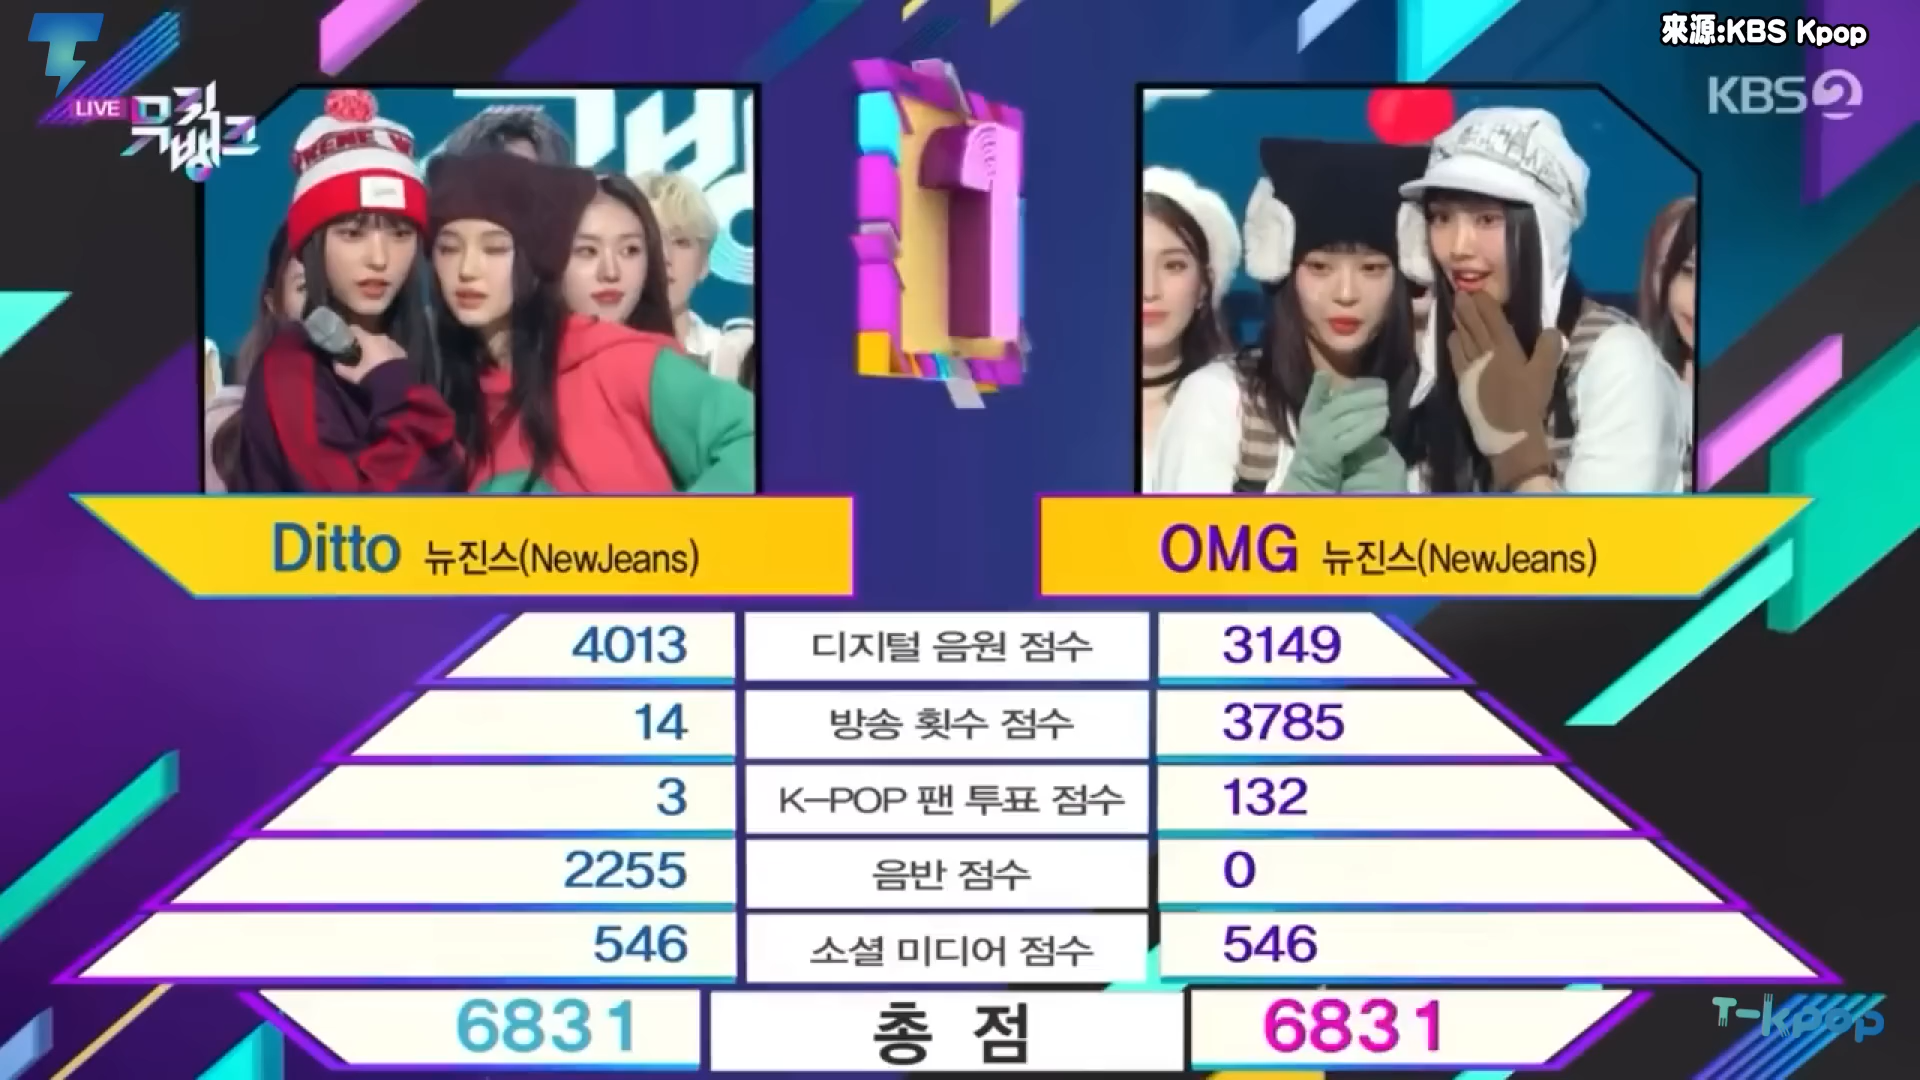 來源:KBS Kpop
KBS2
LIVE 뮤직뱅크
Ditto 뉴진스(NewJeans)
OMG 뉴진스(NewJeans)
4013 디지털 음원 점수 3149
14 방송 횟수 점수 3785
3 K-POP 팬 투표 점수 132
2255 음반 점수 0
546 소셜 미디어 점수 546
6831 총 점 6831
T-kpop